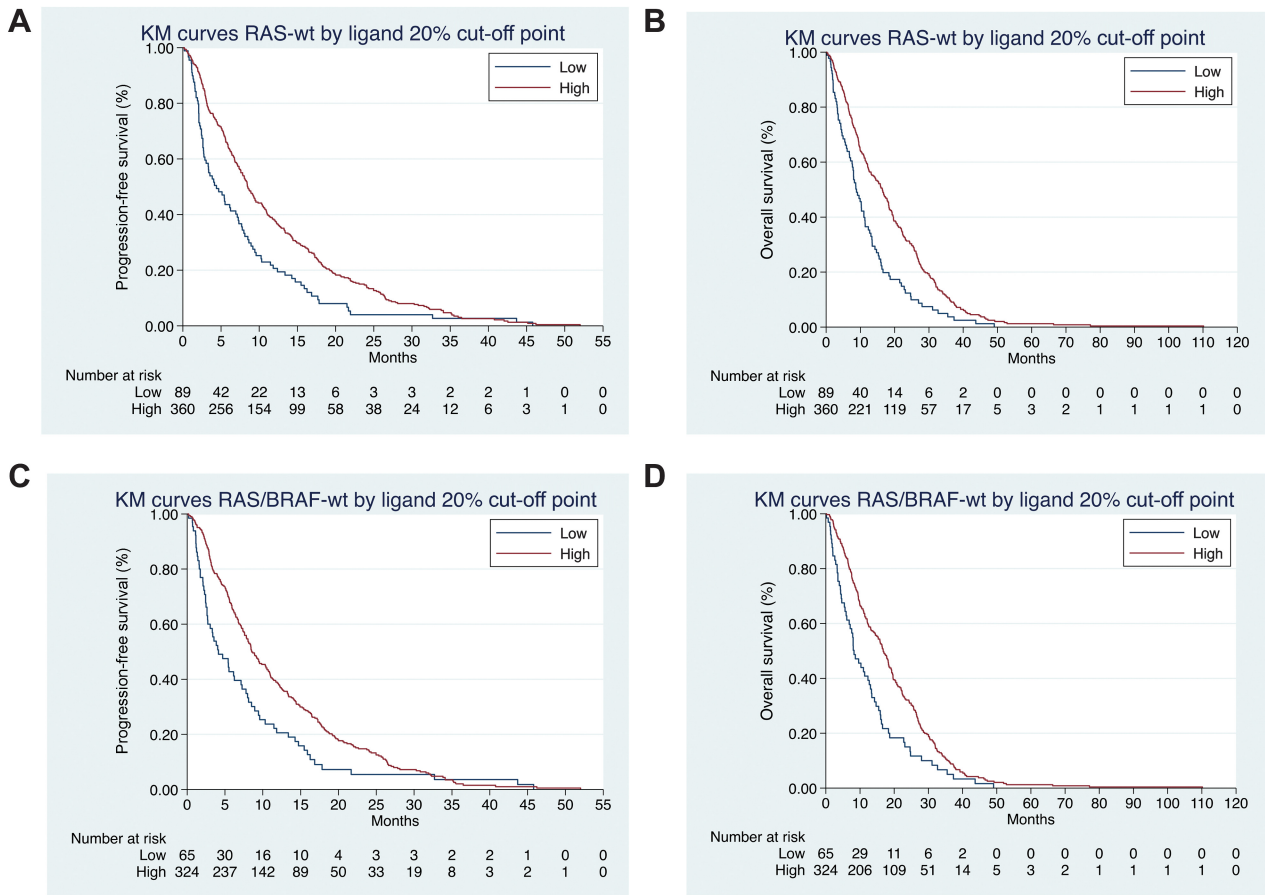 A
KM curves RAS-wt by ligand 20% cut-off point
Low
High
Progression-free survival (%)
1.00
0.80
0.60
0.40
0.20
0.00
0 5 10 15 20 25 30 35 40 45 50 55
Months
Number at risk
Low 89 42 22 13 6 3 3 2 2 1 0 0
High 360 256 154 99 58 38 24 12 6 3 1 0
B
KM curves RAS-wt by ligand 20% cut-off point
Low
High
Overall survival (%)
1.00
0.80
0.60
0.40
0.20
0.00
0 10 20 30 40 50 60 70 80 90 100 110 120
Months
Number at risk
Low 89 40 14 6 2 0 0 0 0 0 0 0 0
High 360 221 119 57 17 5 3 2 1 1 1 1 0
C
KM curves RAS/BRAF-wt by ligand 20% cut-off point
Low
High
Progression-free survival (%)
1.00
0.80
0.60
0.40
0.20
0.00
0 5 10 15 20 25 30 35 40 45 50 55
Months
Number at risk
Low 65 30 16 10 4 3 3 2 2 1 0 0
High 324 237 142 89 50 33 19 8 3 2 1 0
D
KM curves RAS/BRAF-wt by ligand 20% cut-off point
Low
High
Overall survival (%)
1.00
0.80
0.60
0.40
0.20
0.00
0 10 20 30 40 50 60 70 80 90 100 110 120
Months
Number at risk
Low 65 29 11 6 2 0 0 0 0 0 0 0 0
High 324 206 109 51 14 5 3 2 1 1 1 1 0